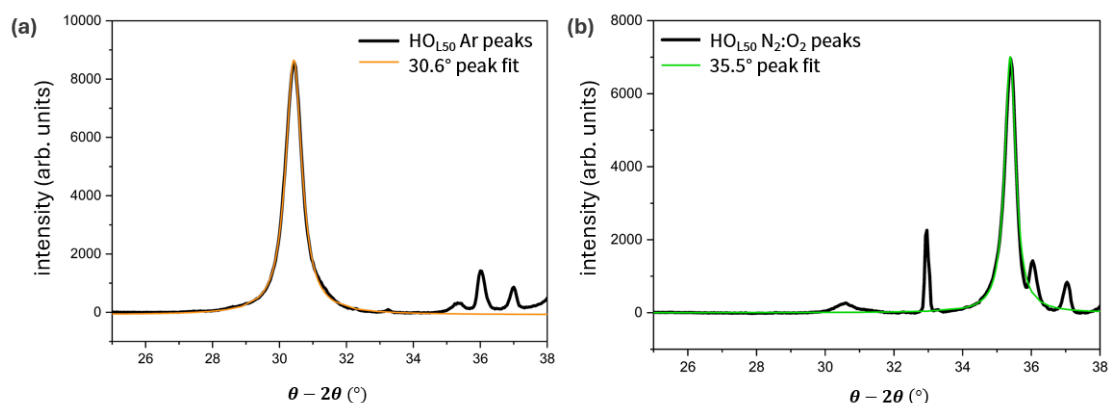 (a)
10000
8000
6000
4000
2000
0
intensity (arb. units)
HO_L50 Ar peaks
30.6° peak fit
26 28 30 32 34 36 38
θ − 2θ (°)
(b)
8000
6000
4000
2000
0
intensity (arb. units)
HO_L50 N₂:O₂ peaks
35.5° peak fit
26 28 30 32 34 36 38
θ − 2θ (°)